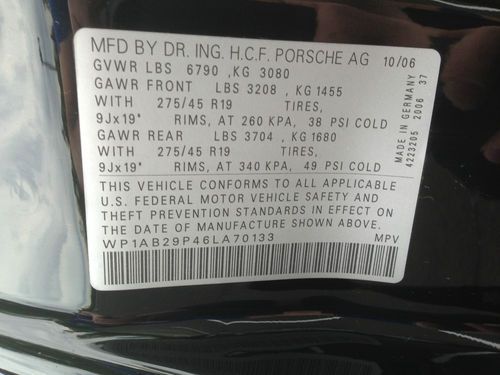 MFD BY DR. ING. H.C.F. PORSCHE AG 10/06
GVWR LBS 6790 ,KG 3080
GAWR FRONT LBS 3208 ,KG 1455
WITH 275/45 R19 TIRES,
9Jx19" RIMS, AT 260 KPA, 38 PSI COLD
GAWR REAR LBS 3704 ,KG 1680
WITH 275/45 R19 TIRES,
9Jx19" RIMS, AT 340 KPA, 49 PSI COLD
THIS VEHICLE CONFORMS TO ALL APPLICABLE
U.S. FEDERAL MOTOR VEHICLE SAFETY AND
THEFT PREVENTION STANDARDS IN EFFECT ON
THE DATE OF MANUFACTURE SHOWN ABOVE.
WP1AB29P46LA70133 MPV
MADE IN GERMANY
4223205 2006 37